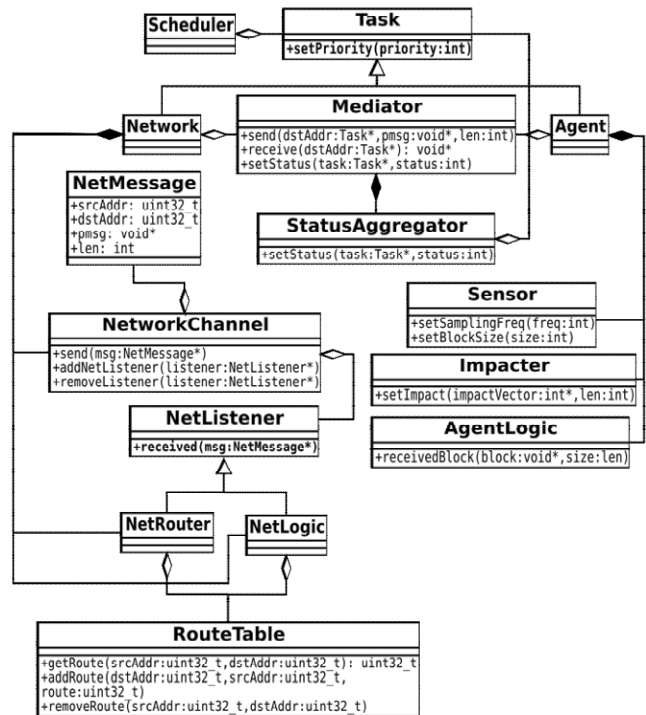 Scheduler
Task
+setPriority(priority:int)
Network
Mediator
+send(dstAddr:Task*,pmsg:void*,len:int)
+receive(dstAddr:Task*): void*
+setStatus(task:Task*,status:int)
Agent
NetMessage
+srcAddr: uint32_t
+dstAddr: uint32_t
+pmsg: void*
+len: int
StatusAggregator
+setStatus(task:Task*,status:int)
Sensor
+setSamplingFreq(freq:int)
+setBlockSize(size:int)
NetworkChannel
+send(msg:NetMessage*)
+addNetListener(listener:NetListener*)
+removeListener(listener:NetListener*)
Impacter
+setImpact(impactVector:int*,len:int)
NetListener
+received(msg:NetMessage*)
AgentLogic
+receivedBlock(block:void*,size:len)
NetRouter
NetLogic
RouteTable
+getRoute(srcAddr:uint32_t,dstAddr:uint32_t): uint32_t
+addRoute(dstAddr:uint32_t,srcAddr:uint32_t,
route:uint32_t)
+removeRoute(srcAddr:uint32_t,dstAddr:uint32_t)